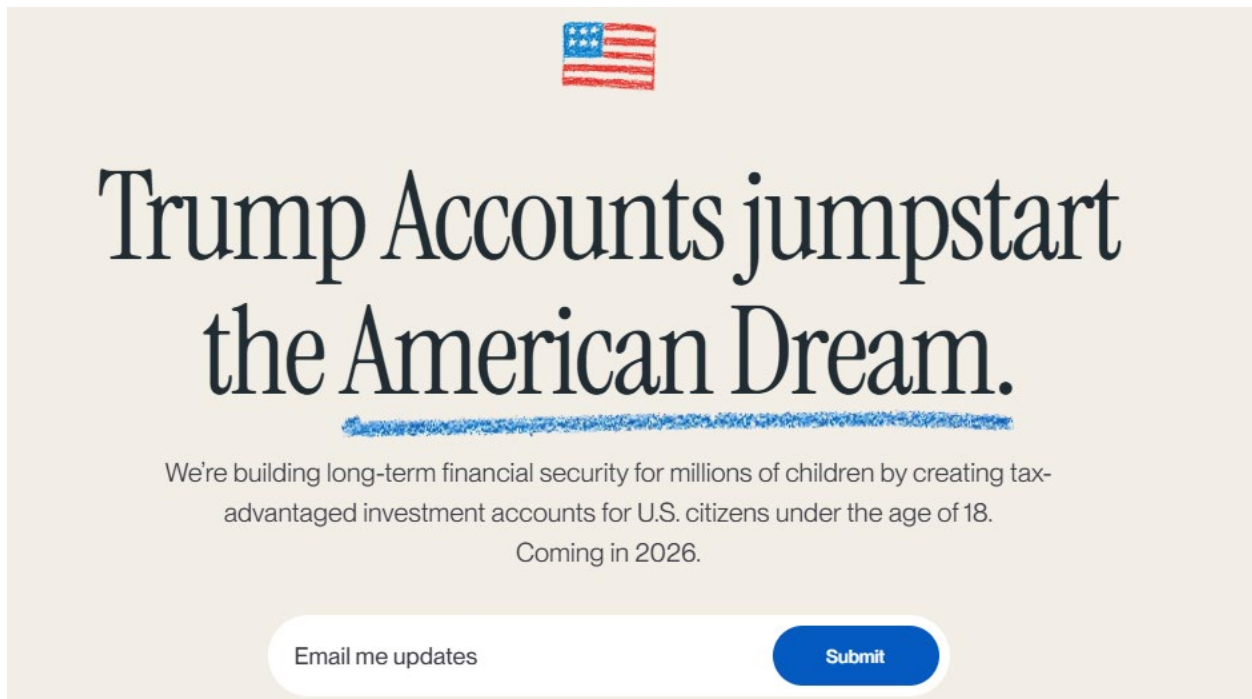 Trump Accounts jumpstart
the American Dream.
We’re building long-term financial security for millions of children by creating tax-
advantaged investment accounts for U.S. citizens under the age of 18.
Coming in 2026.
Email me updates
Submit